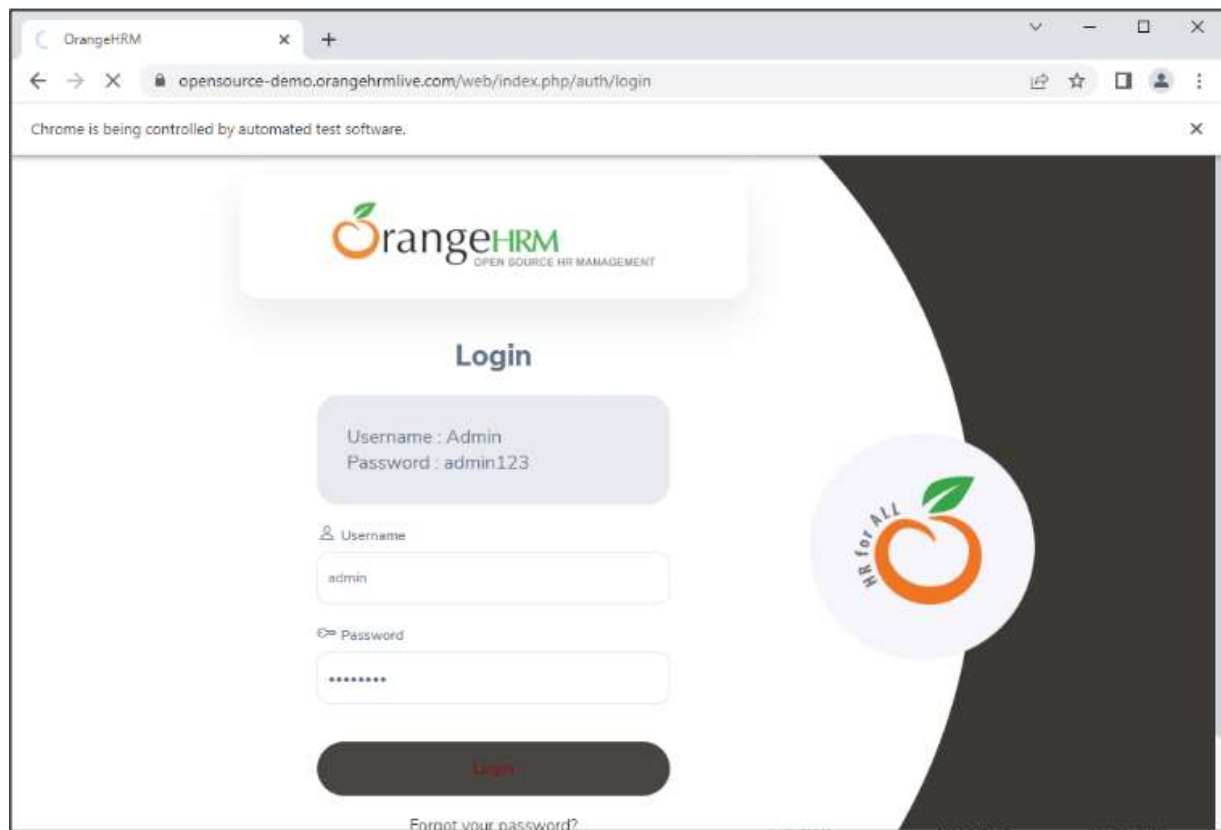 OrangeHRM
opensource-demo.orangehrmlive.com/web/index.php/auth/login
Chrome is being controlled by automated test software.
OrangeHRM
OPEN SOURCE HR MANAGEMENT
Login
Username : Admin
Password : admin123
Username
admin
Password
••••••••
Login
Forgot your password?
HR for ALL